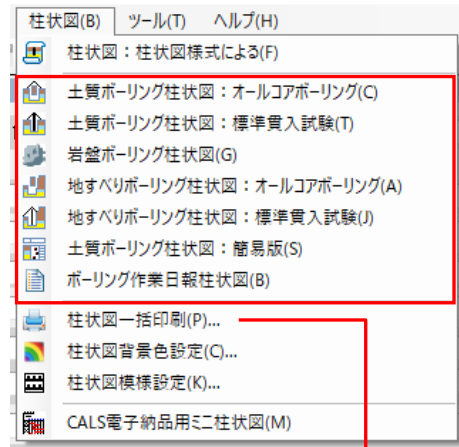 柱状図(B) ツール(T) ヘルプ(H)
柱状図：柱状図様式による(F)
土質ボーリング柱状図：オールコアボーリング(C)
土質ボーリング柱状図：標準貫入試験(T)
岩盤ボーリング柱状図(G)
地すべりボーリング柱状図：オールコアボーリング(A)
地すべりボーリング柱状図：標準貫入試験(J)
土質ボーリング柱状図：簡易版(S)
ボーリング作業日報柱状図(B)
柱状図一括印刷(P)...
柱状図背景色設定(C)...
柱状図模様設定(K)...
CALS電子納品用ミニ柱状図(M)